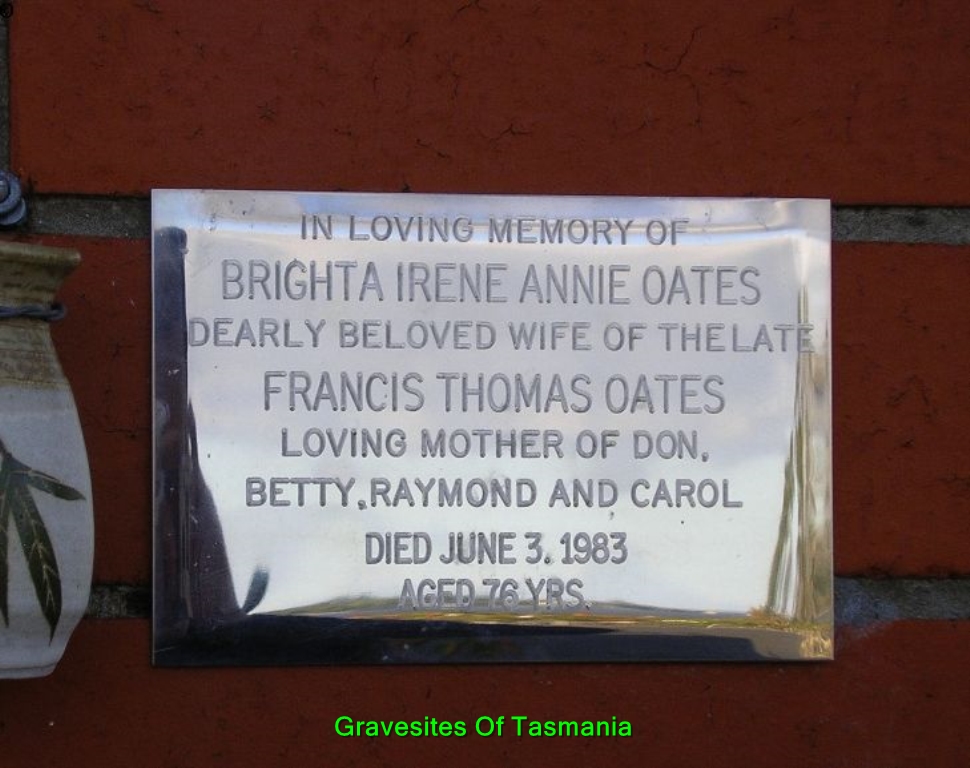 IN LOVING MEMORY OF
BRIGHTA IRENE ANNIE OATES
DEARLY BELOVED WIFE OF THE LATE
FRANCIS THOMAS OATES
LOVING MOTHER OF DON,
BETTY, RAYMOND AND CAROL
DIED JUNE 3. 1983
AGED 76 YRS.
Gravesites Of Tasmania